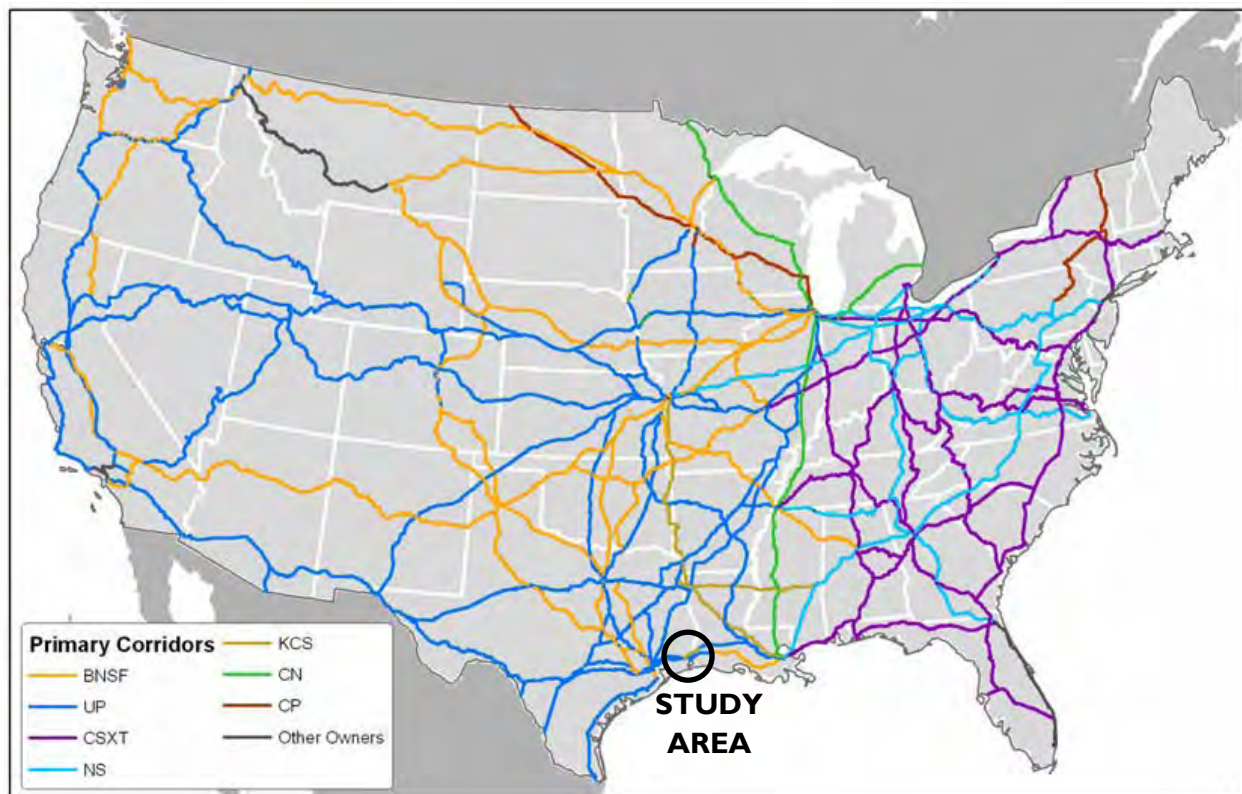 Primary Corridors
BNSF
UP
CSXT
NS
KCS
CN
CP
Other Owners
STUDY
AREA